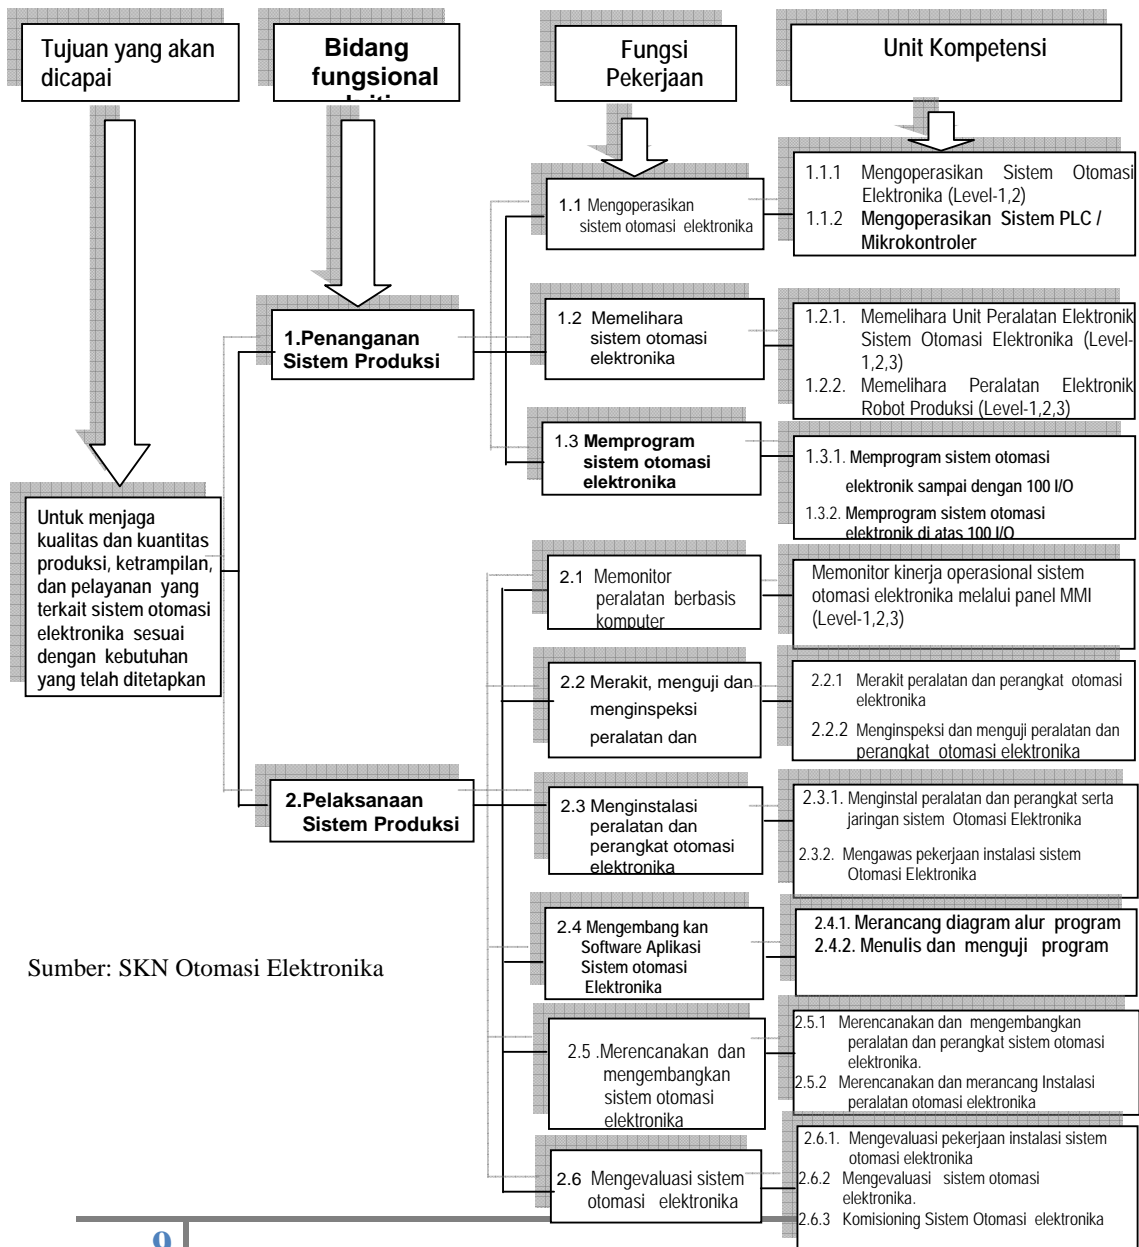 Tujuan yang akan
dicapai
Bidang
fungsional
Fungsi
Pekerjaan
Unit Kompetensi
1.1 Mengoperasikan
sistem otomasi elektronika
1.1.1 Mengoperasikan Sistem Otomasi
Elektronika (Level-1,2)
1.1.2 Mengoperasikan Sistem PLC /
Mikrokontroler
1.Penanganan
Sistem Produksi
1.2 Memelihara
sistem otomasi
elektronika
1.2.1. Memelihara Unit Peralatan Elektronik
Sistem Otomasi Elektronika (Level-
1,2,3)
1.2.2. Memelihara Peralatan Elektronik
Robot Produksi (Level-1,2,3)
1.3 Memprogram
sistem otomasi
elektronika
1.3.1. Memprogram sistem otomasi
elektronik sampai dengan 100 I/O
1.3.2. Memprogram sistem otomasi
elektronik di atas 100 I/O
Untuk menjaga
kualitas dan kuantitas
produksi, ketrampilan,
dan pelayanan yang
terkait sistem otomasi
elektronika sesuai
dengan kebutuhan
yang telah ditetapkan
2.1 Memonitor
peralatan berbasis
komputer
Memonitor kinerja operasional sistem
otomasi elektronika melalui panel MMI
(Level-1,2,3)
2.2 Merakit, menguji dan
menginspeksi
peralatan dan
2.2.1 Merakit peralatan dan perangkat otomasi
elektronika
2.2.2 Menginspeksi dan menguji peralatan dan
perangkat otomasi elektronika
2.Pelaksanaan
Sistem Produksi
2.3 Menginstalasi
peralatan dan
perangkat otomasi
elektronika
2.3.1. Menginstal peralatan dan perangkat serta
jaringan sistem Otomasi Elektronika
2.3.2. Mengawas pekerjaan instalasi sistem
Otomasi Elektronika
2.4 Mengembang kan
Software Aplikasi
Sistem otomasi
Elektronika
2.4.1. Merancang diagram alur program
2.4.2. Menulis dan menguji program
Sumber: SKN Otomasi Elektronika
2.5 .Merencanakan dan
mengembangkan
sistem otomasi
elektronika
2.5.1 Merencanakan dan mengembangkan
peralatan dan perangkat sistem otomasi
elektronika.
2.5.2 Merencanakan dan merancang Instalasi
peralatan otomasi elektronika
2.6 Mengevaluasi sistem
otomasi elektronika
2.6.1. Mengevaluasi pekerjaan instalasi sistem
otomasi elektronika
2.6.2 Mengevaluasi sistem otomasi
elektronika.
2.6.3 Komisioning Sistem Otomasi elektronika
9